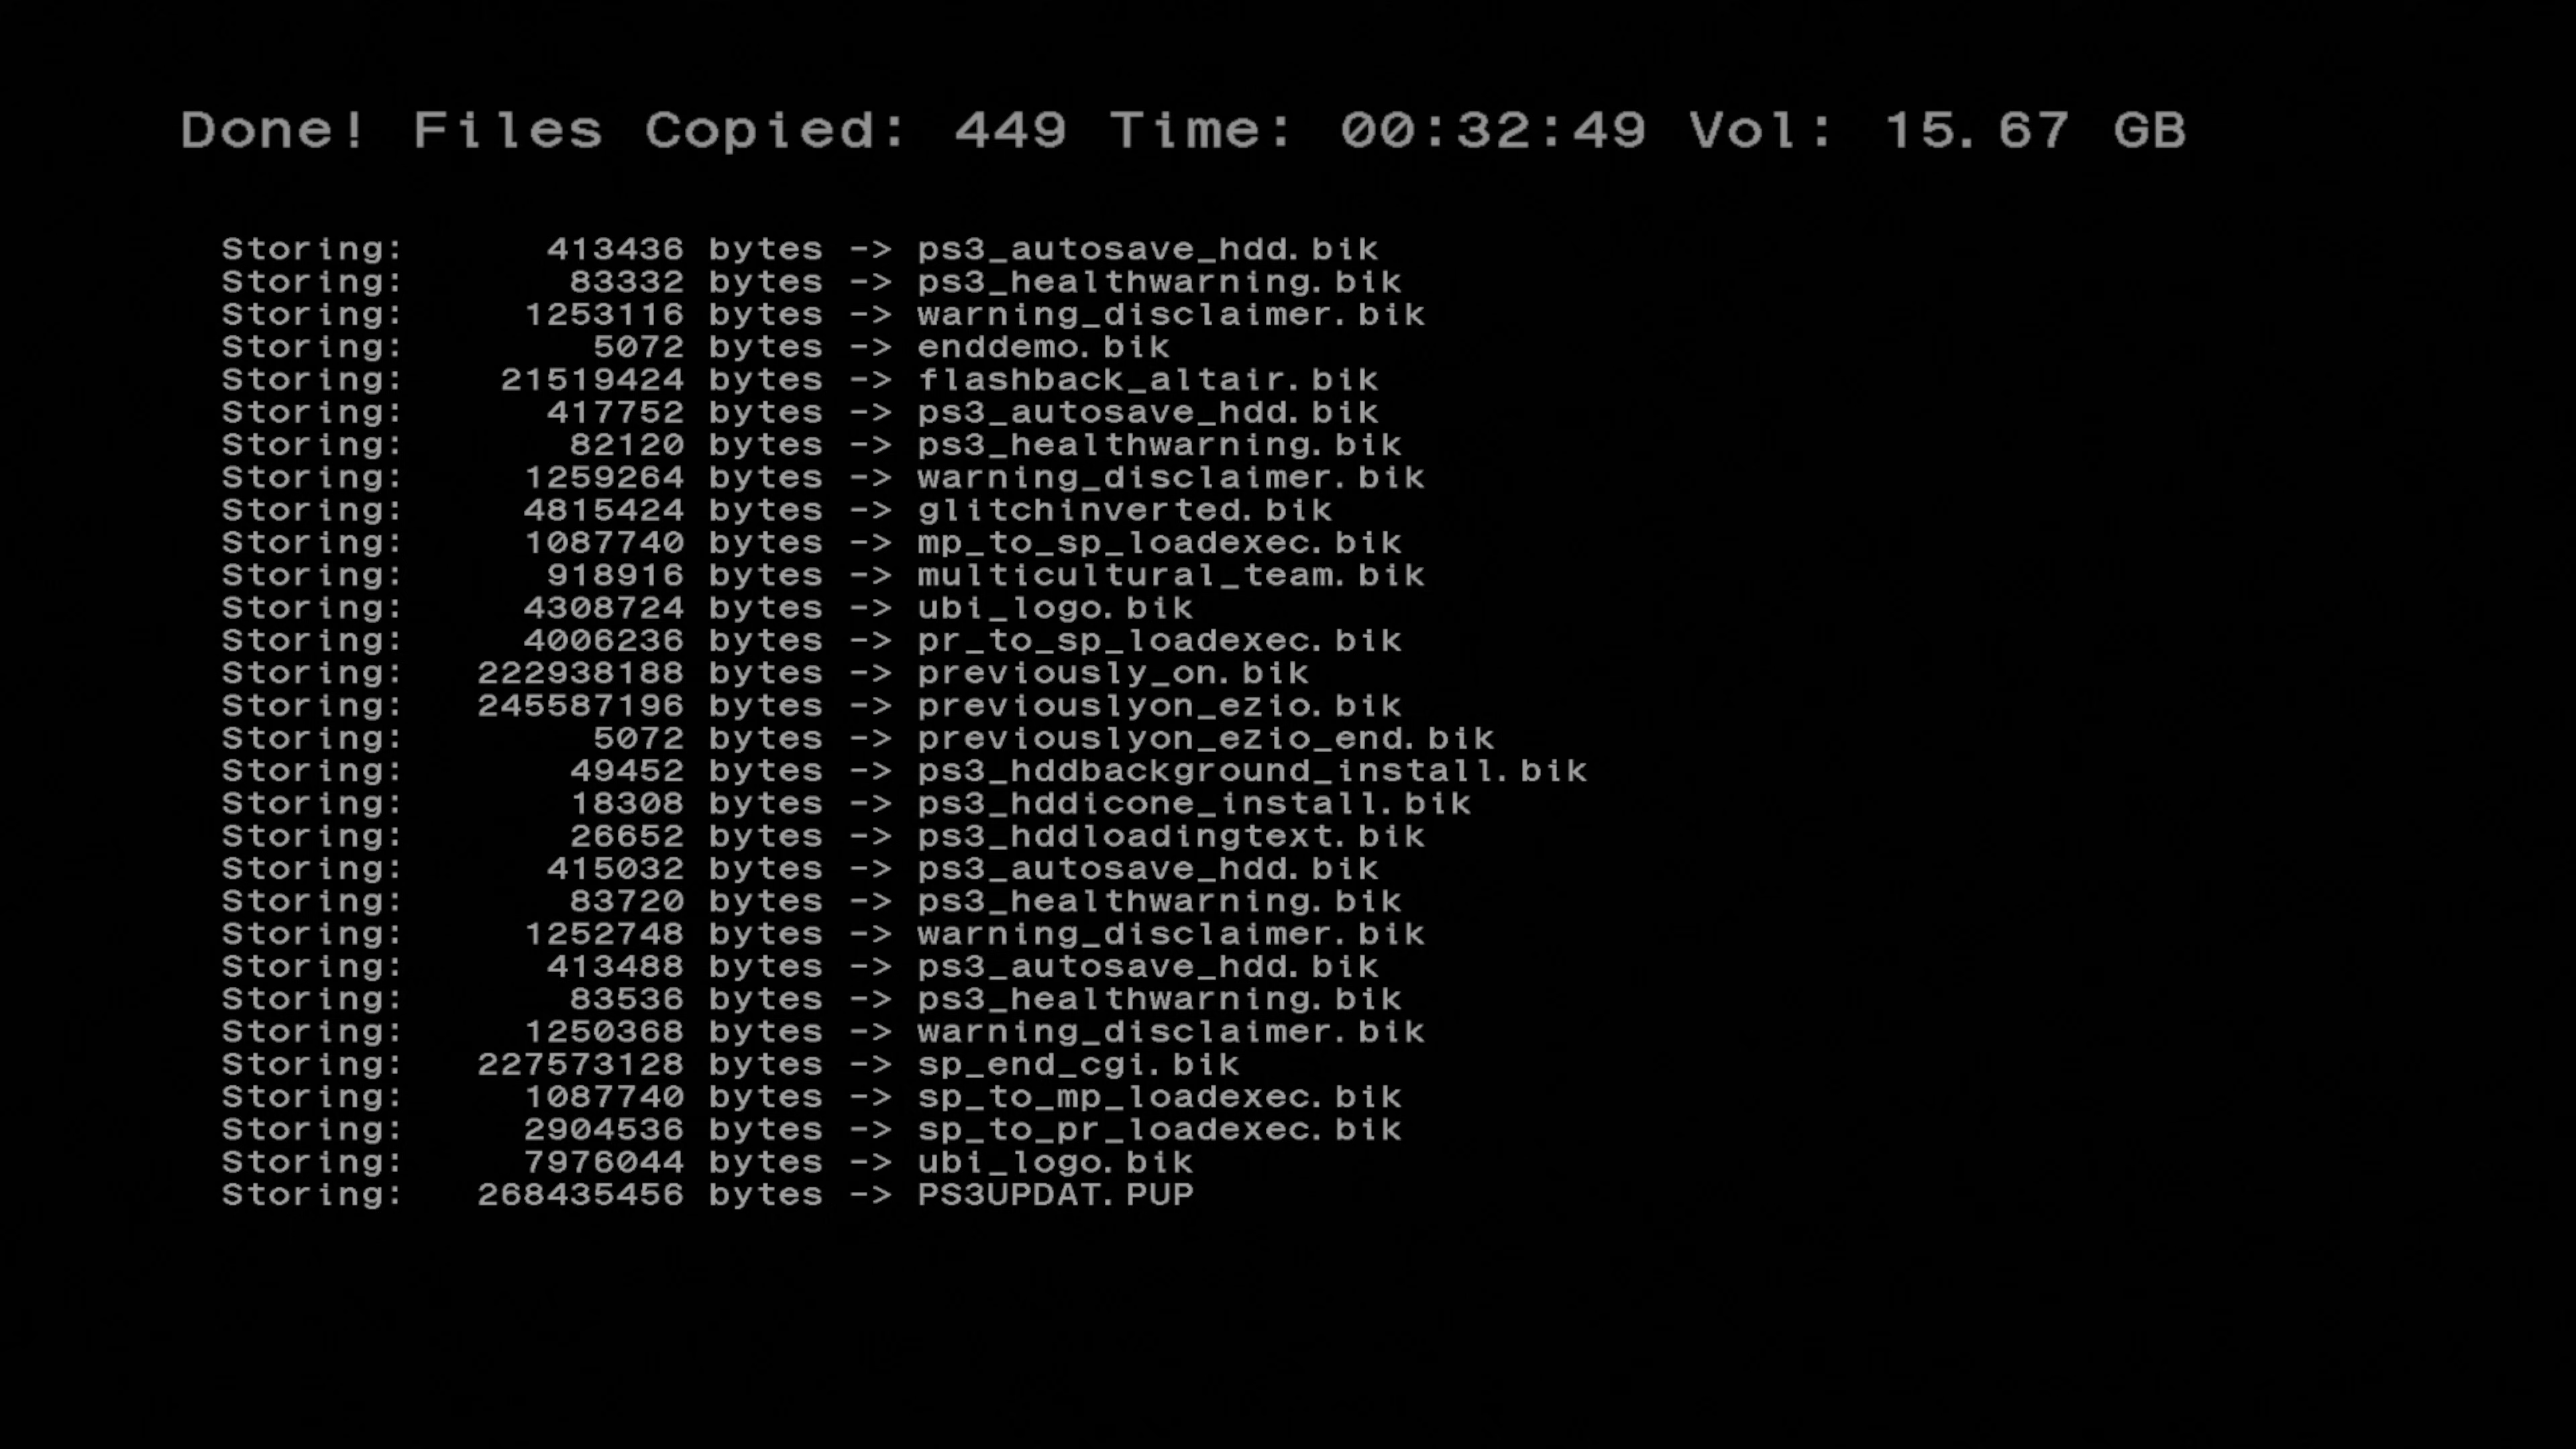 Done! Files Copied: 449 Time: 00:32:49 Vol: 15.67 GB
Storing: 413436 bytes -> ps3_autosave_hdd.bik
Storing: 83332 bytes -> ps3_healthwarning.bik
Storing: 1253116 bytes -> warning_disclaimer.bik
Storing: 5072 bytes -> enddemo.bik
Storing: 21519424 bytes -> flashback_altair.bik
Storing: 417752 bytes -> ps3_autosave_hdd.bik
Storing: 82120 bytes -> ps3_healthwarning.bik
Storing: 1259264 bytes -> warning_disclaimer.bik
Storing: 4815424 bytes -> glitchinverted.bik
Storing: 1087740 bytes -> mp_to_sp_loadexec.bik
Storing: 918916 bytes -> multicultural_team.bik
Storing: 4308724 bytes -> ubi_logo.bik
Storing: 4006236 bytes -> pr_to_sp_loadexec.bik
Storing: 222938188 bytes -> previously_on.bik
Storing: 245587196 bytes -> previouslyon_ezio.bik
Storing: 5072 bytes -> previouslyon_ezio_end.bik
Storing: 49452 bytes -> ps3_hddbackground_install.bik
Storing: 18308 bytes -> ps3_hddicone_install.bik
Storing: 26652 bytes -> ps3_hddloadingtext.bik
Storing: 415032 bytes -> ps3_autosave_hdd.bik
Storing: 83720 bytes -> ps3_healthwarning.bik
Storing: 1252748 bytes -> warning_disclaimer.bik
Storing: 413488 bytes -> ps3_autosave_hdd.bik
Storing: 83536 bytes -> ps3_healthwarning.bik
Storing: 1250368 bytes -> warning_disclaimer.bik
Storing: 227573128 bytes -> sp_end_cgi.bik
Storing: 1087740 bytes -> sp_to_mp_loadexec.bik
Storing: 2904536 bytes -> sp_to_pr_loadexec.bik
Storing: 7976044 bytes -> ubi_logo.bik
Storing: 268435456 bytes -> PS3UPDAT.PUP